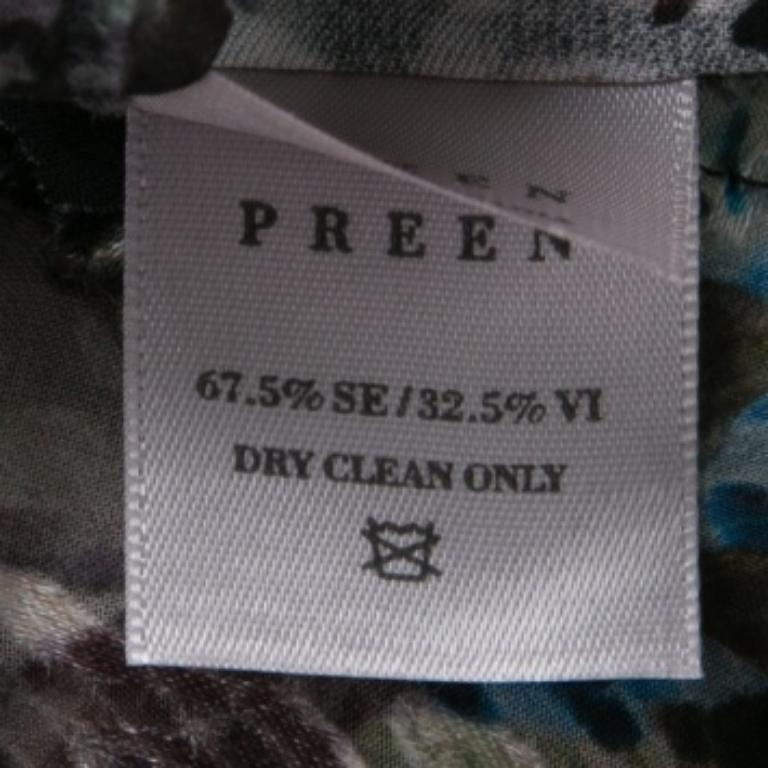 PREEN
67.5% SE/32.5% VI
DRY CLEAN ONLY